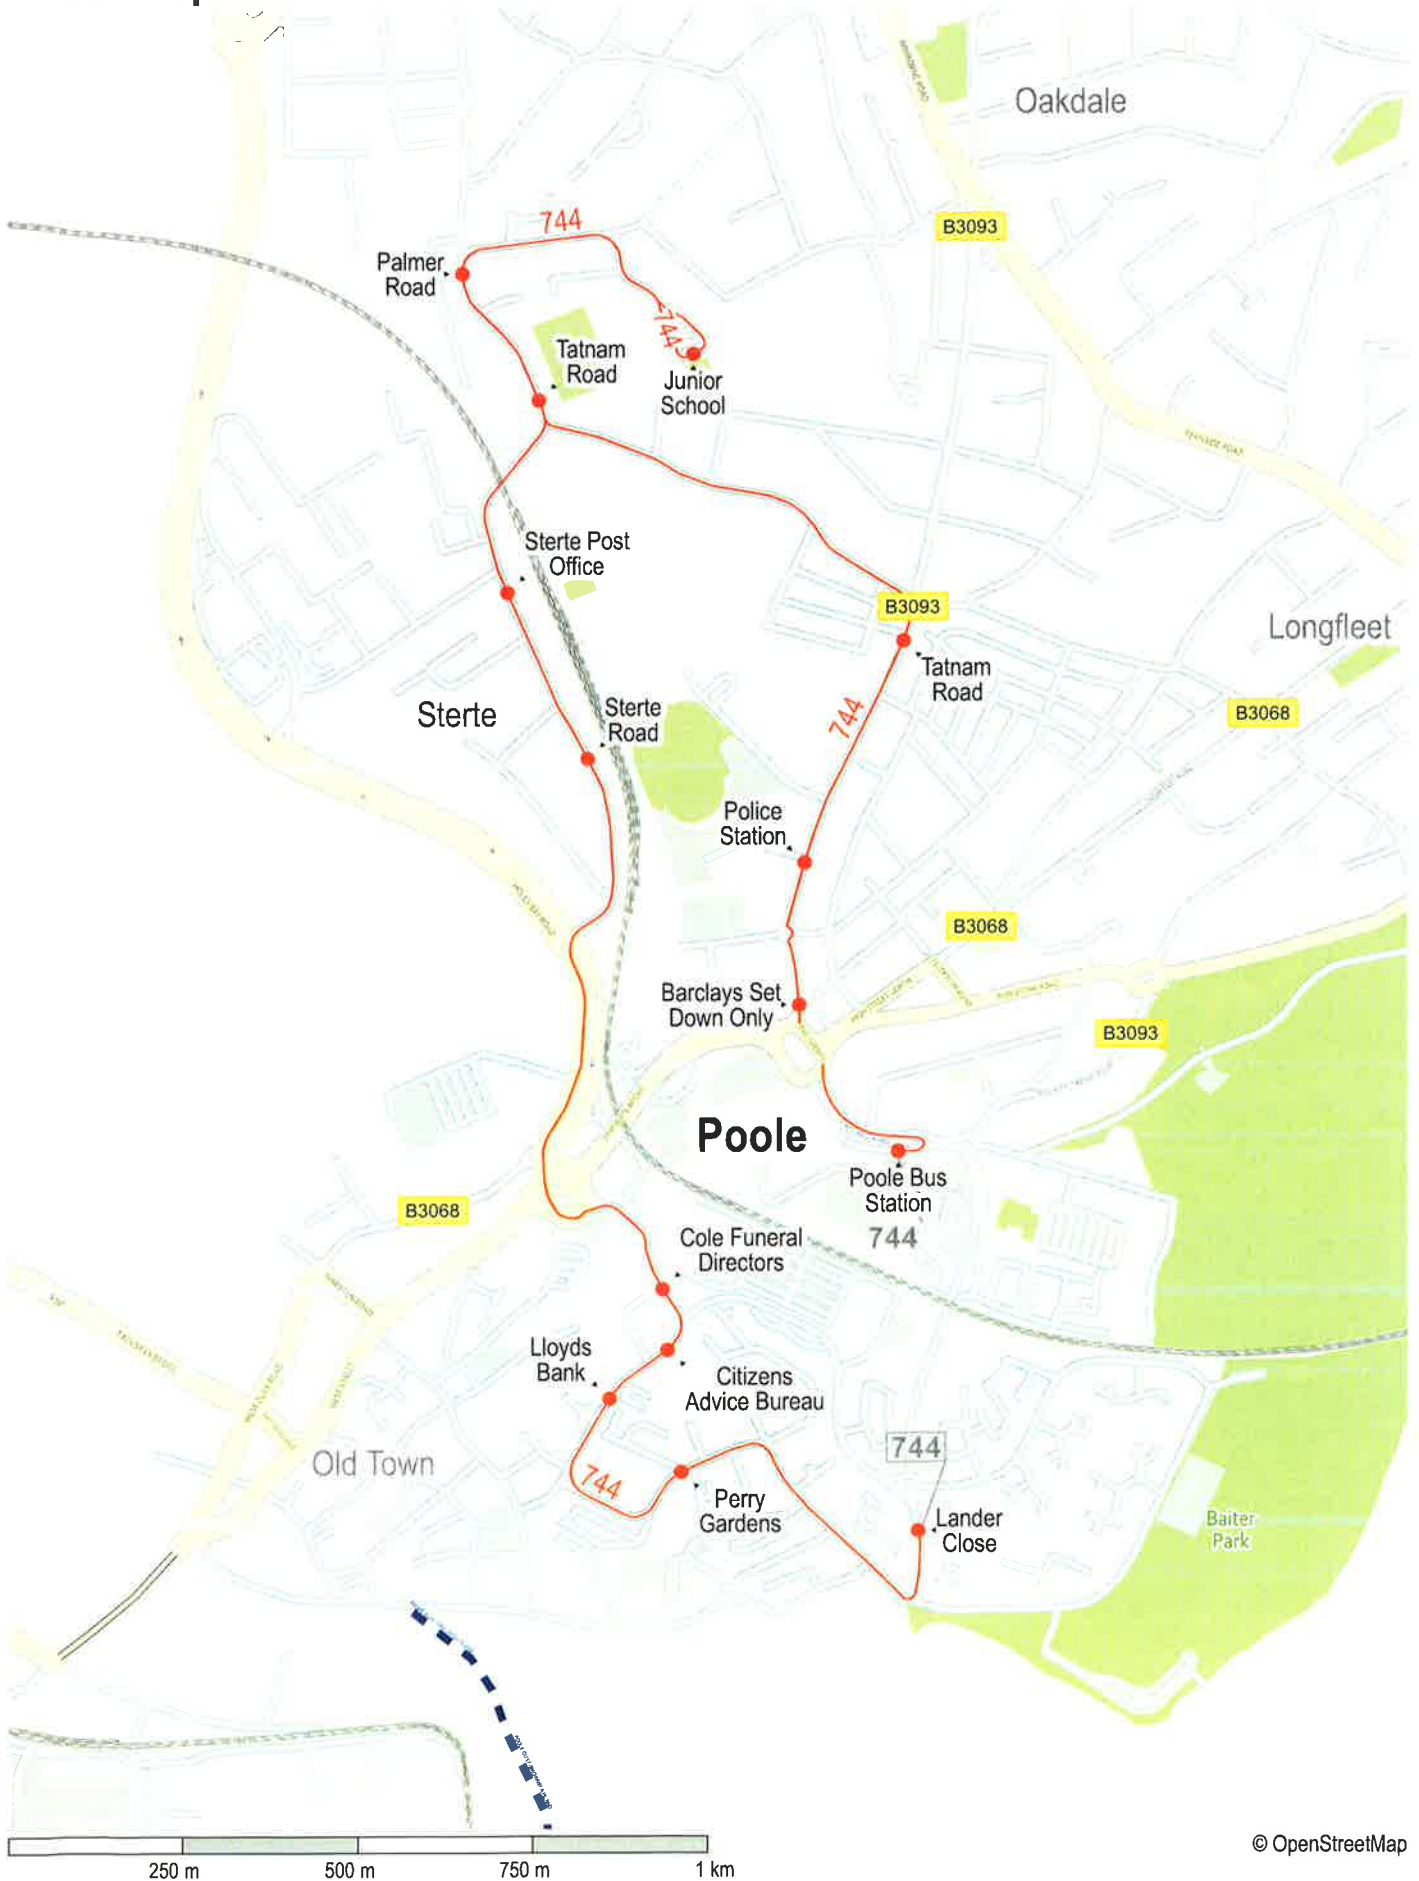 Oakdale
B3093
744
Palmer
Road
744
Tatnam
Road
Junior
School
FERNSIDE ROAD
Sterte Post
Office
B3093
Longfleet
Tatnam
Road
B3068
Sterte
Sterte
Road
744
Police
Station
B3068
Barclays Set
Down Only
B3093
Poole
Poole Bus
Station
744
B3068
Cole Funeral
Directors
Lloyds
Bank
Citizens
Advice Bureau
Old Town
744
744
Perry
Gardens
Lander
Close
Baiter
Park
250 m
500 m
750 m
1 km
© OpenStreetMap